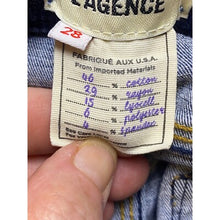 L'AGENCE
28
FABRIQUÉ AUX U.S.A.
From Imported Materials
46 % cotton
29 % rayon
15 % lyocell
6 % polyester
4 % spandex